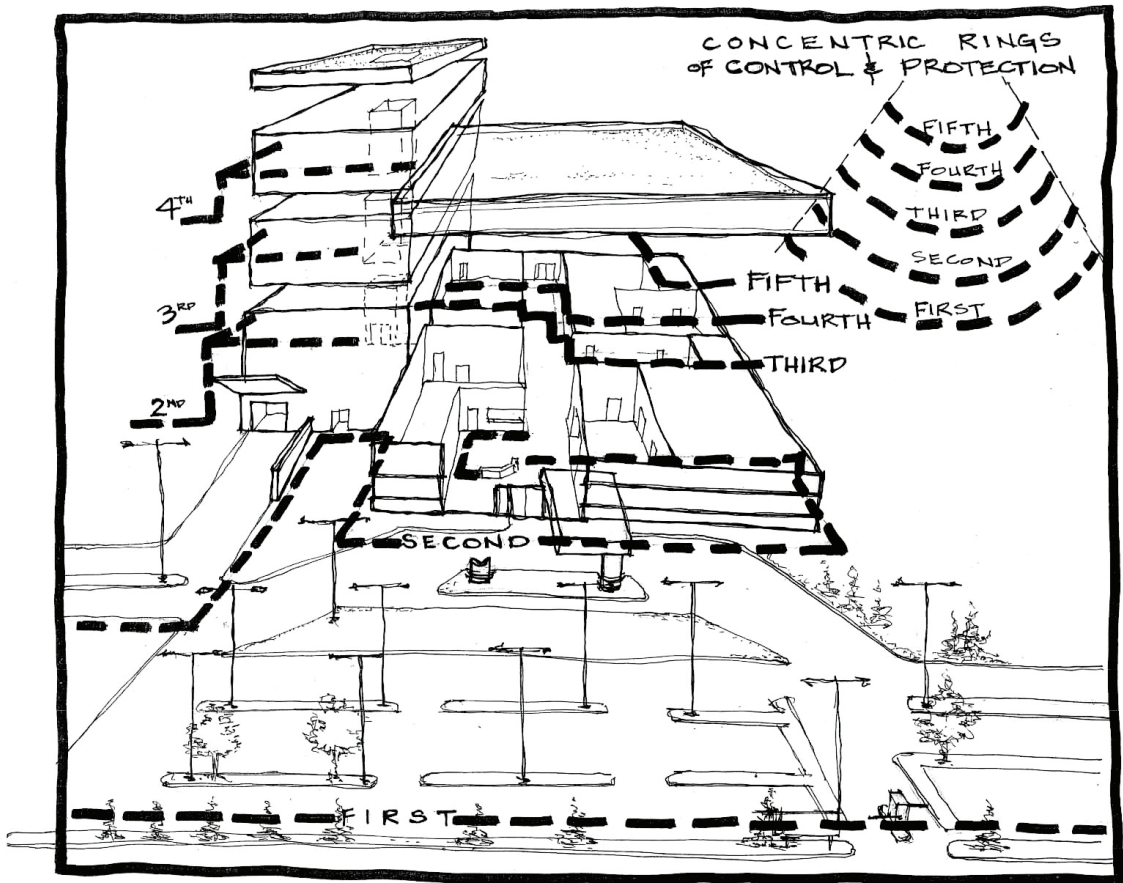 CONCENTRIC RINGS
OF CONTROL & PROTECTION
FIFTH
FOURTH
THIRD
SECOND
FIRST
4TH
3RD
2ND
FIFTH
FOURTH
THIRD
SECOND
FIRST